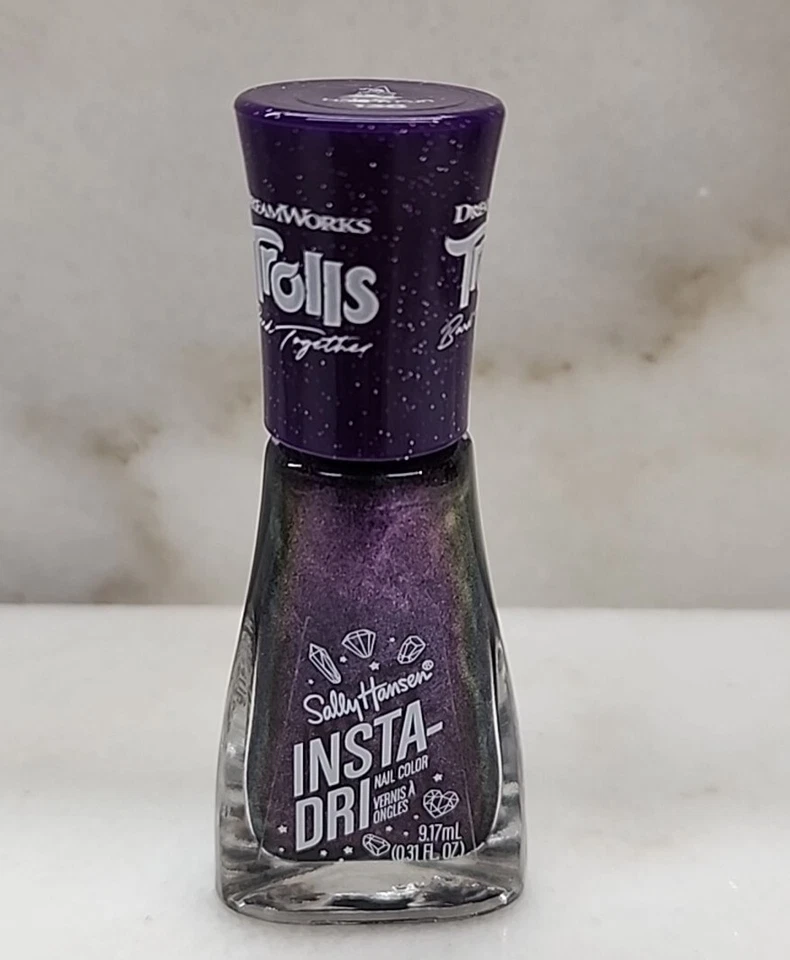 DREAMWORKS
Trolls
Band Together
Sally Hansen®
INSTA-
DRI
NAIL COLOR
VERNIS À
ONGLES
9.17mL
(0.31 FL. OZ)